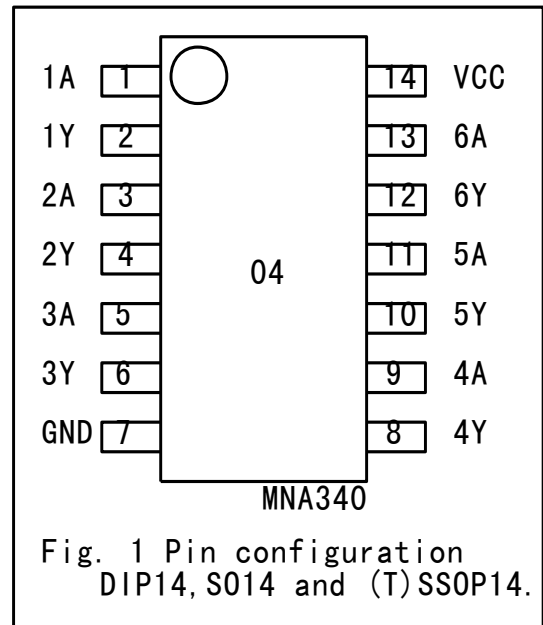 1A 1 14 VCC
1Y 2 13 6A
2A 3 12 6Y
2Y 4 11 5A
04
3A 5 10 5Y
3Y 6 9 4A
GND 7 8 4Y
MNA340
Fig. 1 Pin configuration
DIP14,SO14 and (T)SSOP14.